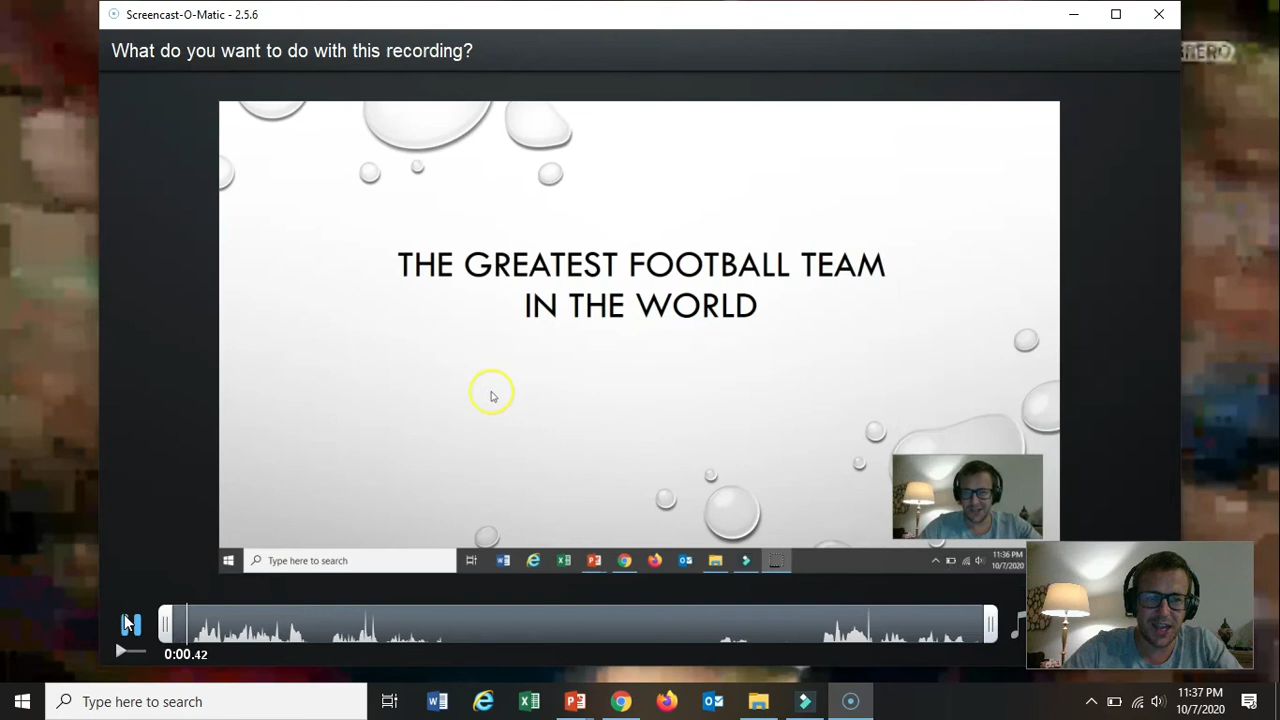 Screencast-O-Matic - 2.5.6
What do you want to do with this recording?
THE GREATEST FOOTBALL TEAM
IN THE WORLD
Type here to search
11:36 PM
10/7/2020
0:00.42
Type here to search
11:37 PM
10/7/2020